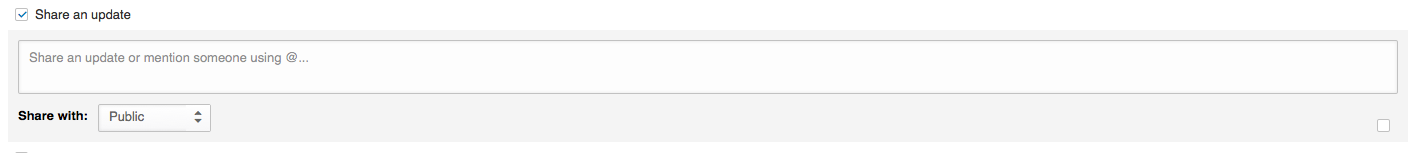 Share an update
Share an update or mention someone using @...
Share with: Public